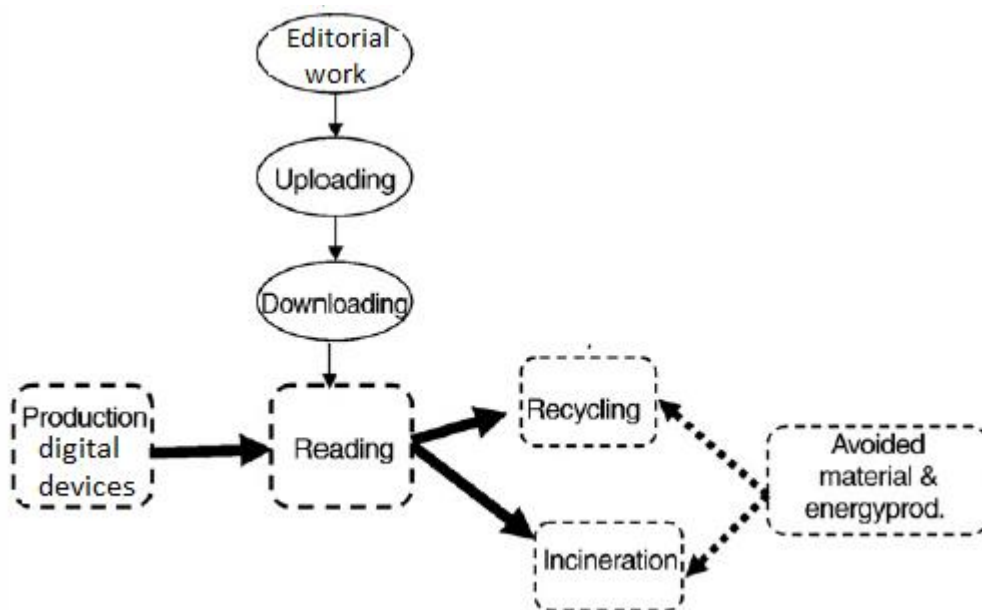 Editorial
work
Uploading
Downloading
Production
digital
devices
Reading
Recycling
Incineration
Avoided
material &
energyprod.